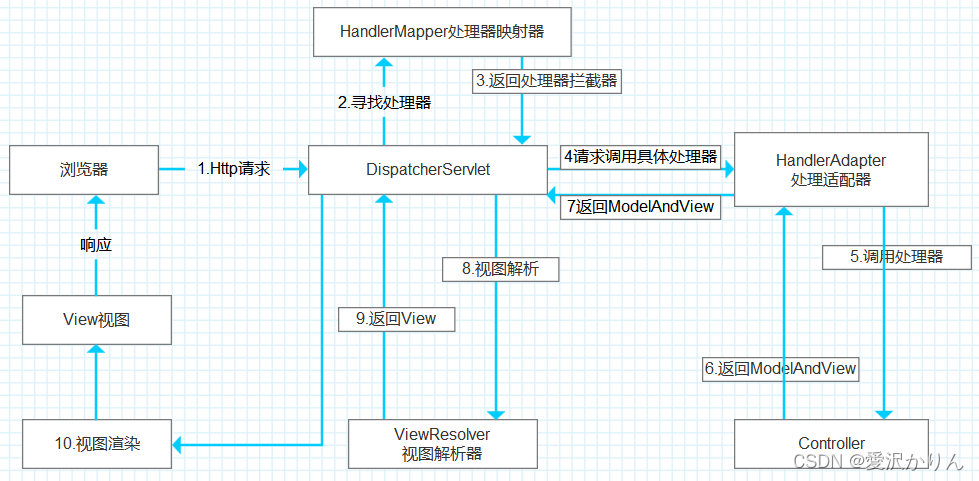 HandlerMapper处理器映射器
3.返回处理器拦截器
2.寻找处理器
浏览器
1.Http请求
DispatcherServlet
4请求调用具体处理器
HandlerAdapter
处理适配器
7返回ModelAndView
响应
8.视图解析
5.调用处理器
View视图
9.返回View
6.返回ModelAndView
10.视图渲染
ViewResolver
视图解析器
Controller
CSDN @愛沢かりん